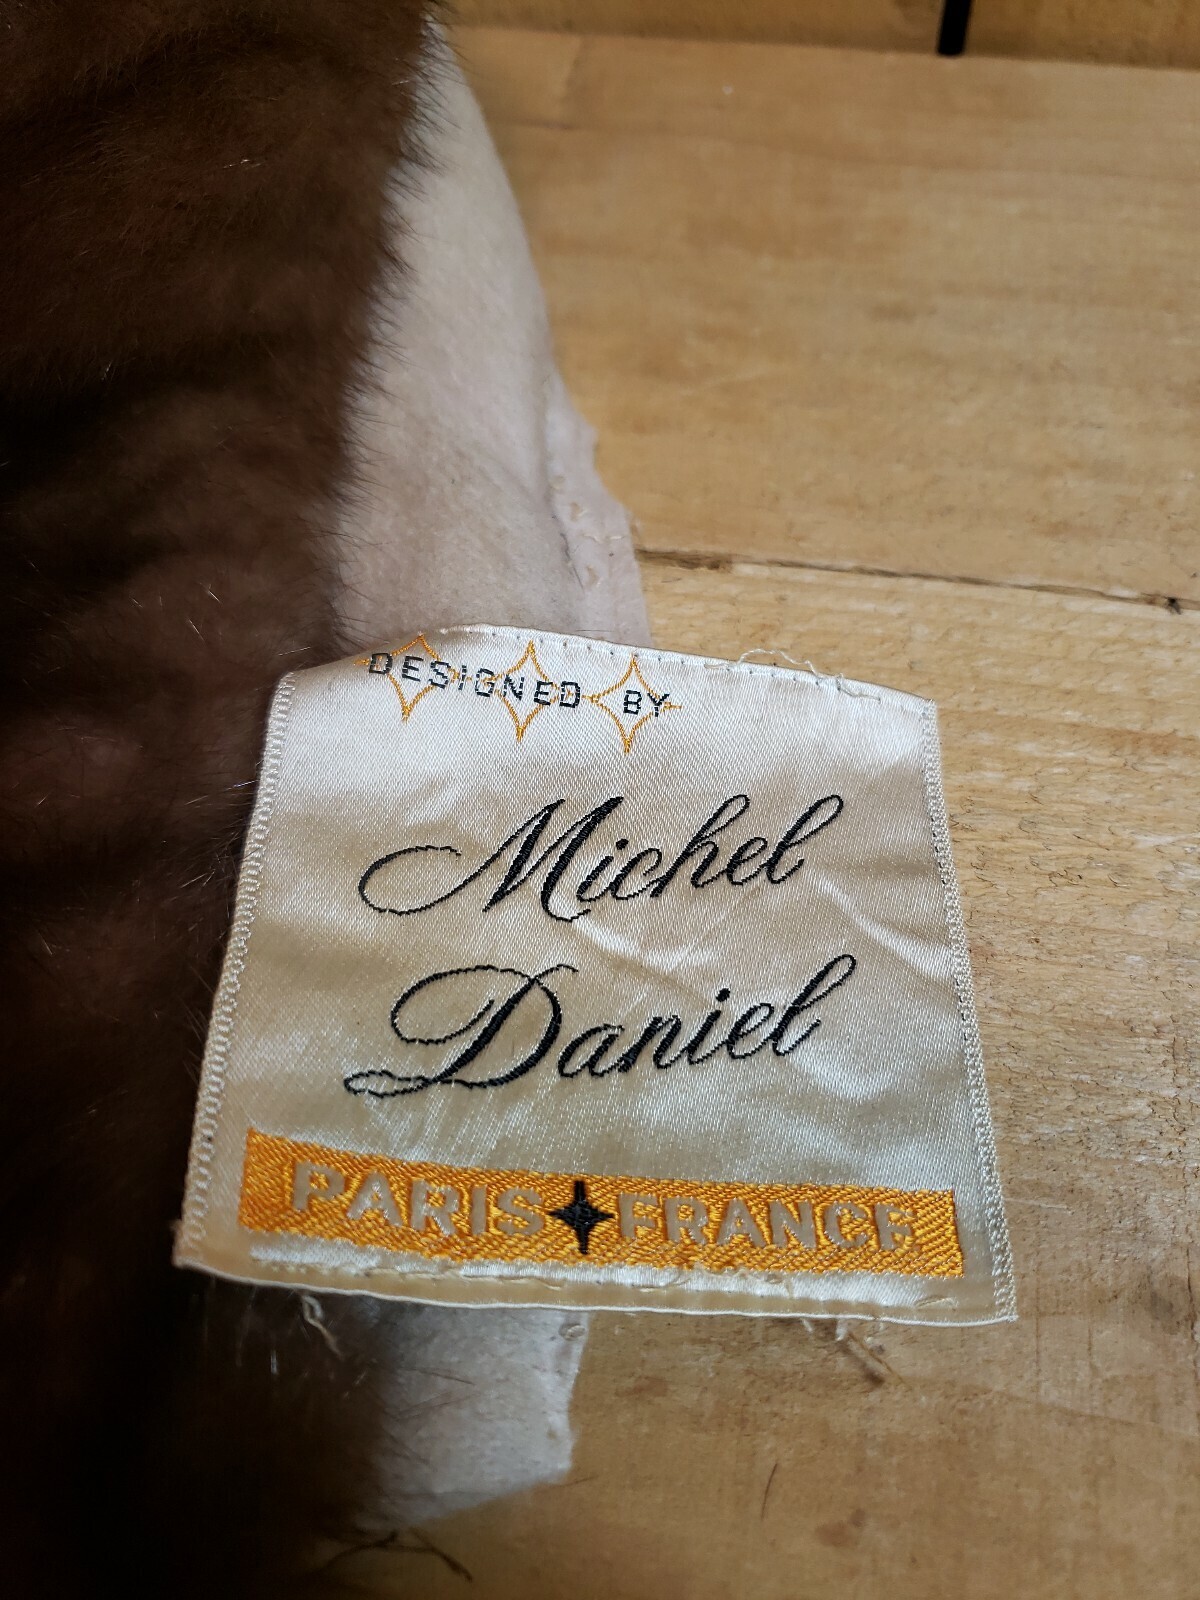 DESIGNED BY
Michel
Daniel
PARIS FRANCE